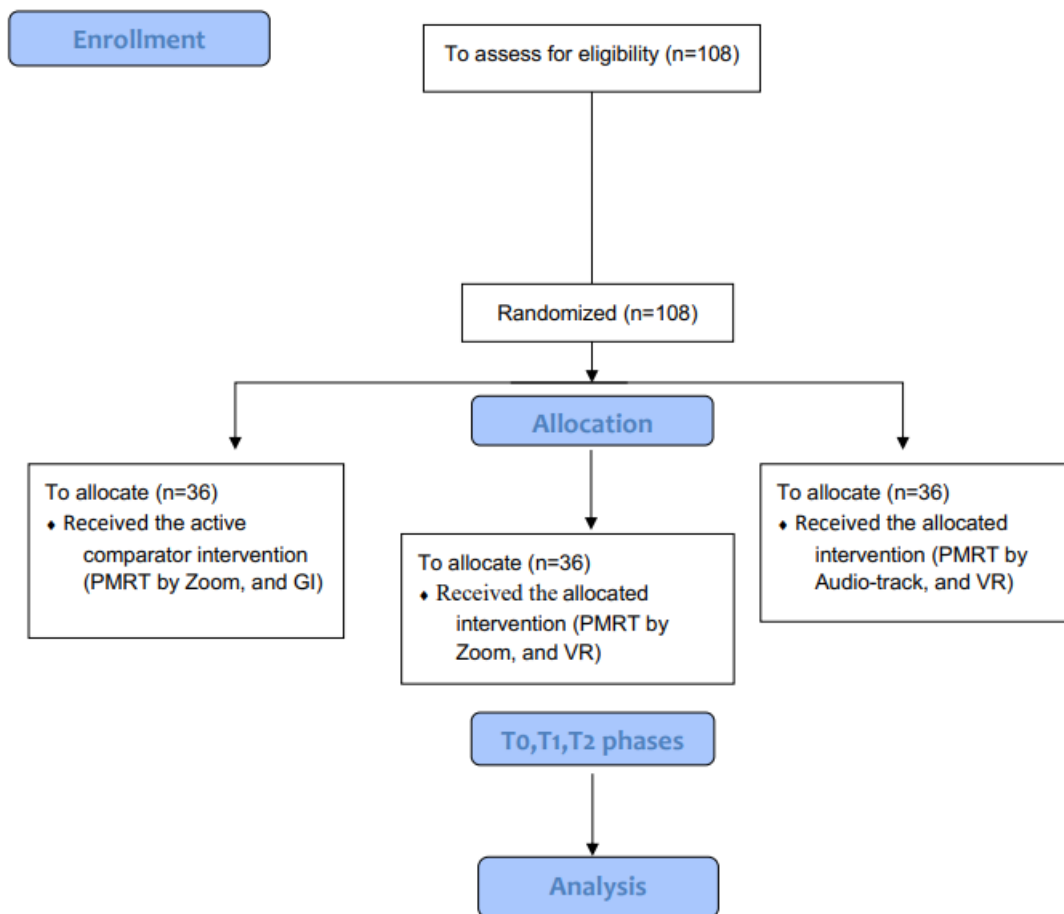 Enrollment
To assess for eligibility (n=108)
Randomized (n=108)
Allocation
To allocate (n=36)
♦ Received the active
comparator intervention
(PMRT by Zoom, and GI)
To allocate (n=36)
♦ Received the allocated
intervention (PMRT by
Zoom, and VR)
To allocate (n=36)
♦ Received the allocated
intervention (PMRT by
Audio-track, and VR)
T0,T1,T2 phases
Analysis